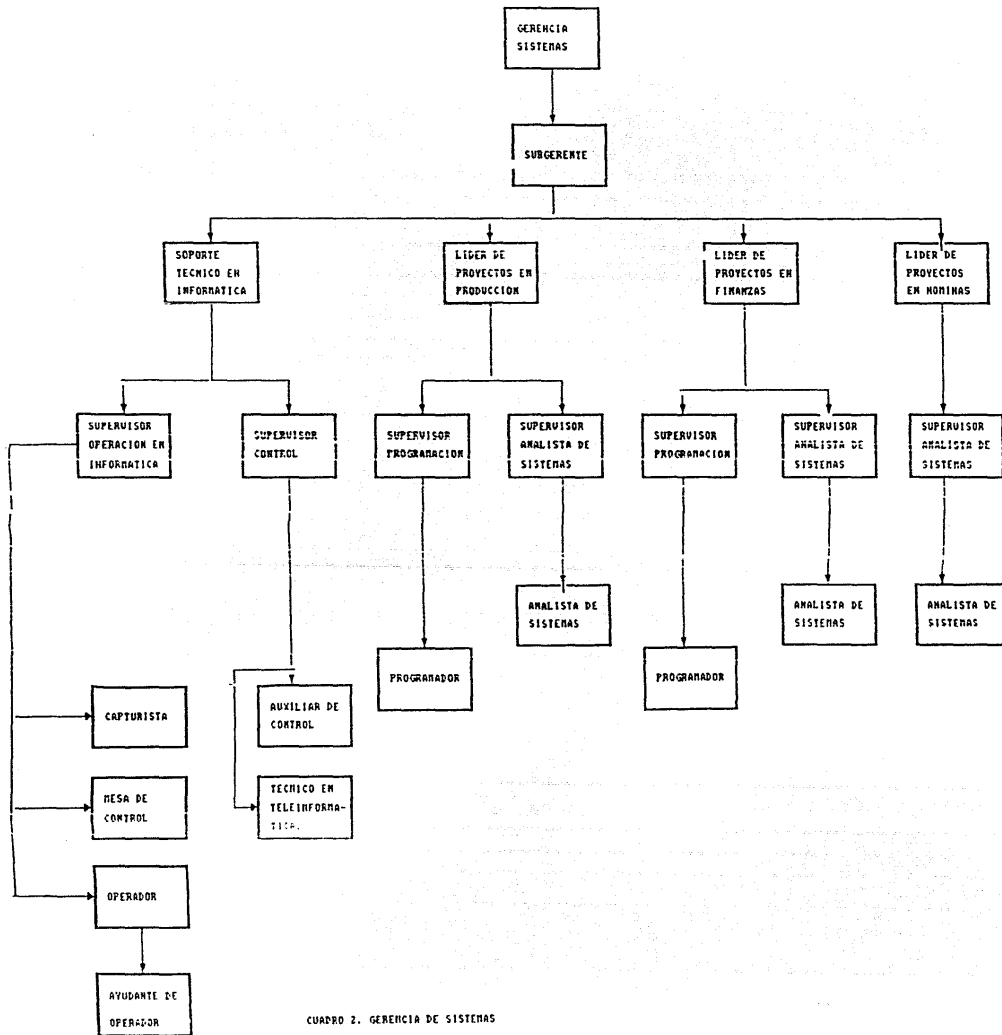 GERENCIA
SISTEMAS
SUBGERENTE
SOPORTE
TECNICO EN
INFORMATICA
LIDER DE
PROYECTOS EN
PRODUCCION
LIDER DE
PROYECTOS EN
FINANZAS
LIDER DE
PROYECTOS
EN NOMINAS
SUPERVISOR
OPERACION EN
INFORMATICA
SUPERVISOR
CONTROL
SUPERVISOR
PROGRAMACION
SUPERVISOR
ANALISTA DE
SISTEMAS
SUPERVISOR
PROGRAMACION
SUPERVISOR
ANALISTA DE
SISTEMAS
SUPERVISOR
ANALISTA DE
SISTEMAS
ANALISTA DE
SISTEMAS
ANALISTA DE
SISTEMAS
ANALISTA DE
SISTEMAS
PROGRAMADOR
PROGRAMADOR
CAPTURISTA
AUXILIAR DE
CONTROL
MESA DE
CONTROL
TECNICO EN
TELEINFORMA-
TICA.
OPERADOR
AYUDANTE DE
OPERADOR
CUADRO 2. GERENCIA DE SISTEMAS